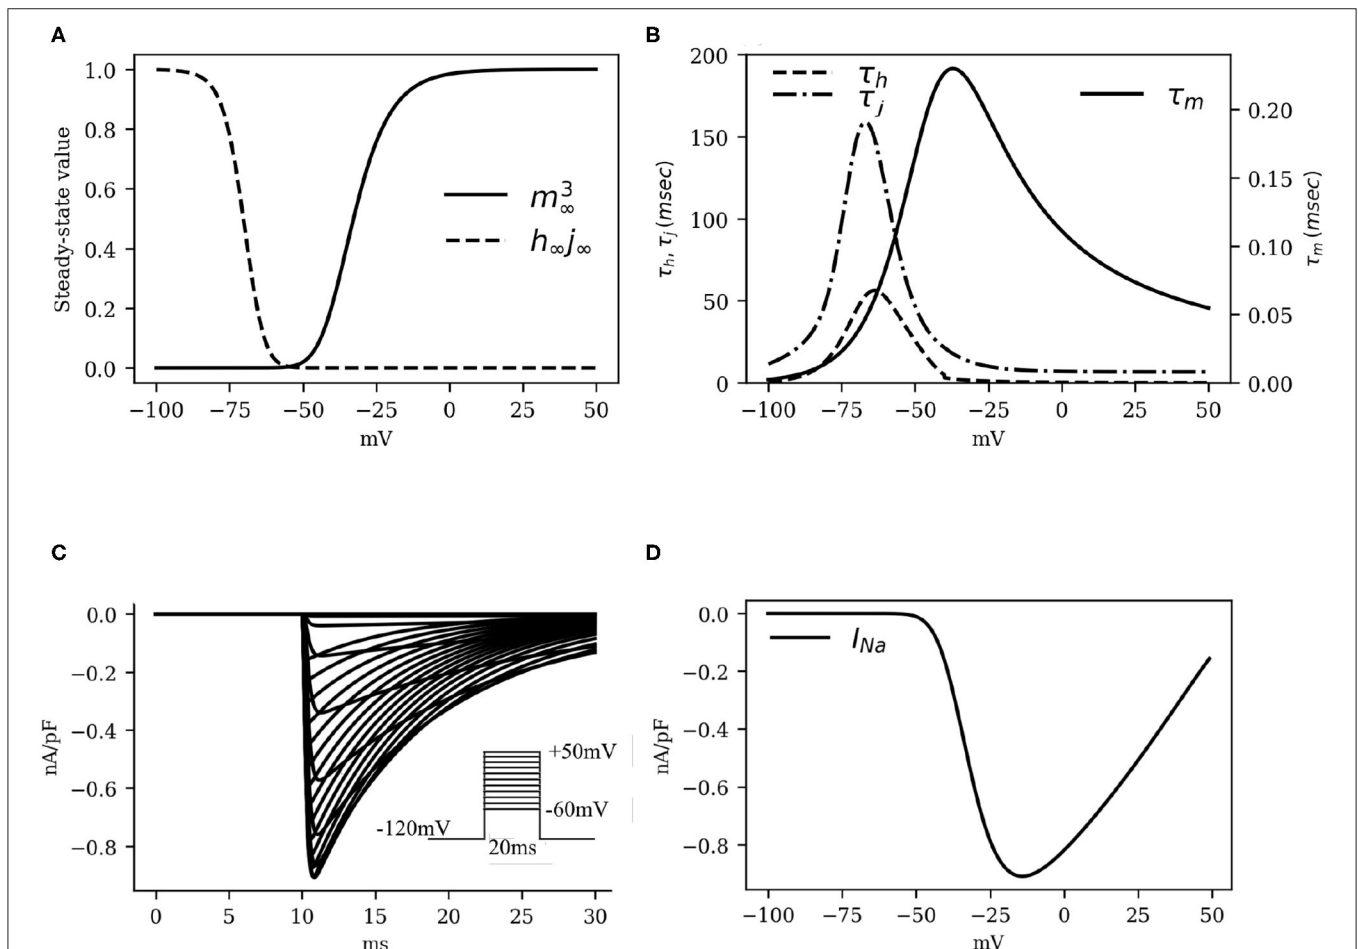 A
1.0
0.8
0.6
0.4
0.2
0.0
Steady-state value
m³∞
h∞j∞
−100 −75 −50 −25 0 25 50
mV
B
200
150
100
50
0
τh, τj (msec)
τh
τj
τm
0.20
0.15
0.10
0.05
0.00
τm (msec)
−100 −75 −50 −25 0 25 50
mV
C
0.0
−0.2
−0.4
−0.6
−0.8
nA/pF
+50mV
-60mV
-120mV
20ms
0 5 10 15 20 25 30
ms
D
0.0
−0.2
−0.4
−0.6
−0.8
nA/pF
INa
−100 −75 −50 −25 0 25 50
mV